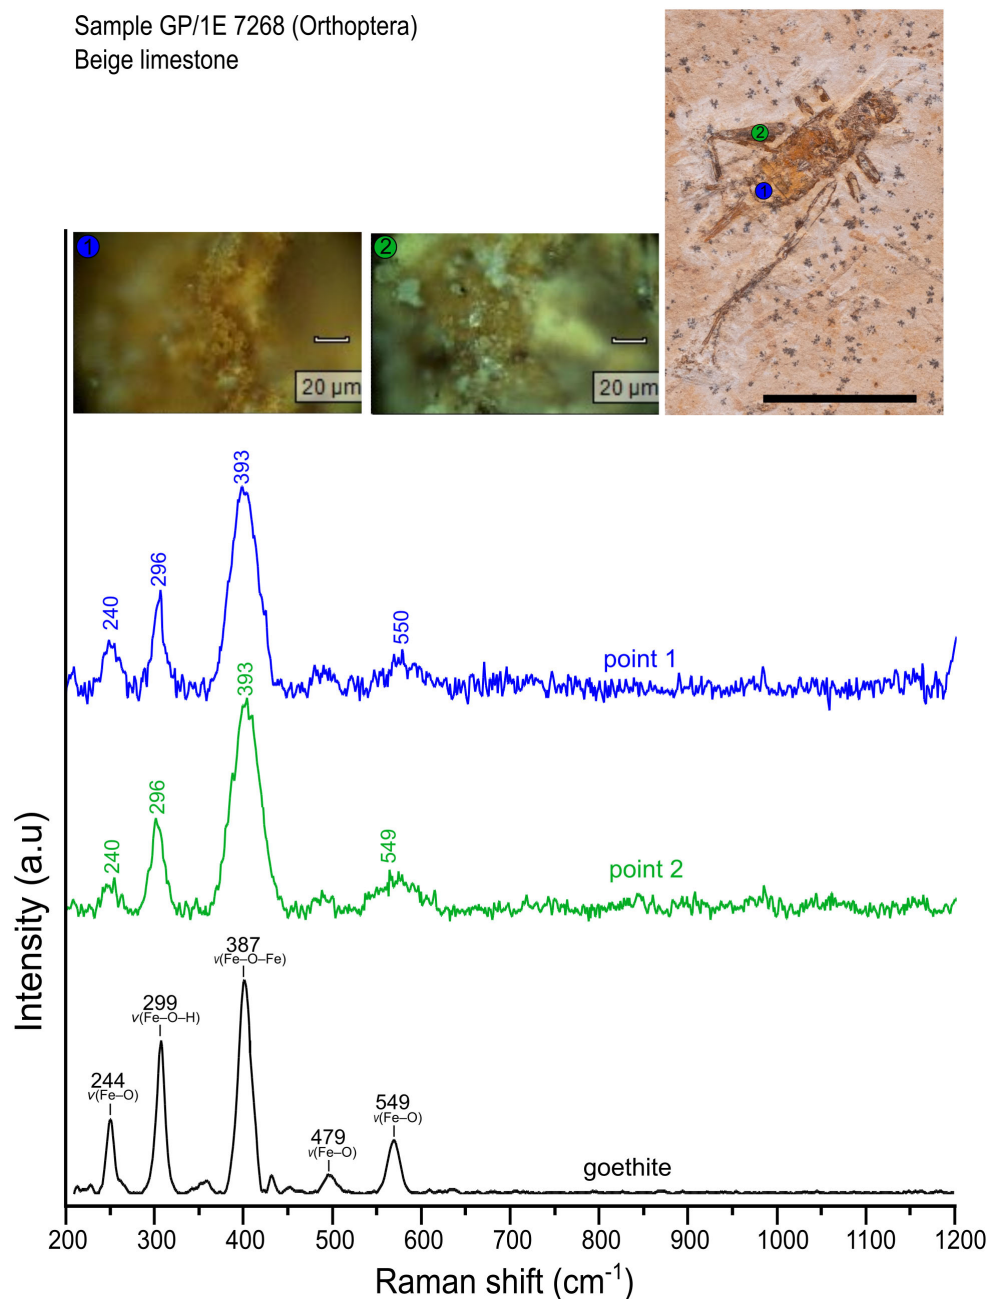 Sample GP/1E 7268 (Orthoptera)
Beige limestone
2
1
1
20 µm
2
20 µm
393
296
240
550
point 1
393
296
240
549
point 2
387
ν(Fe–O–Fe)
299
ν(Fe–O–H)
244
ν(Fe–O)
549
ν(Fe–O)
479
ν(Fe–O)
goethite
Intensity (a.u)
200 300 400 500 600 700 800 900 1000 1100 1200
Raman shift (cm-1)